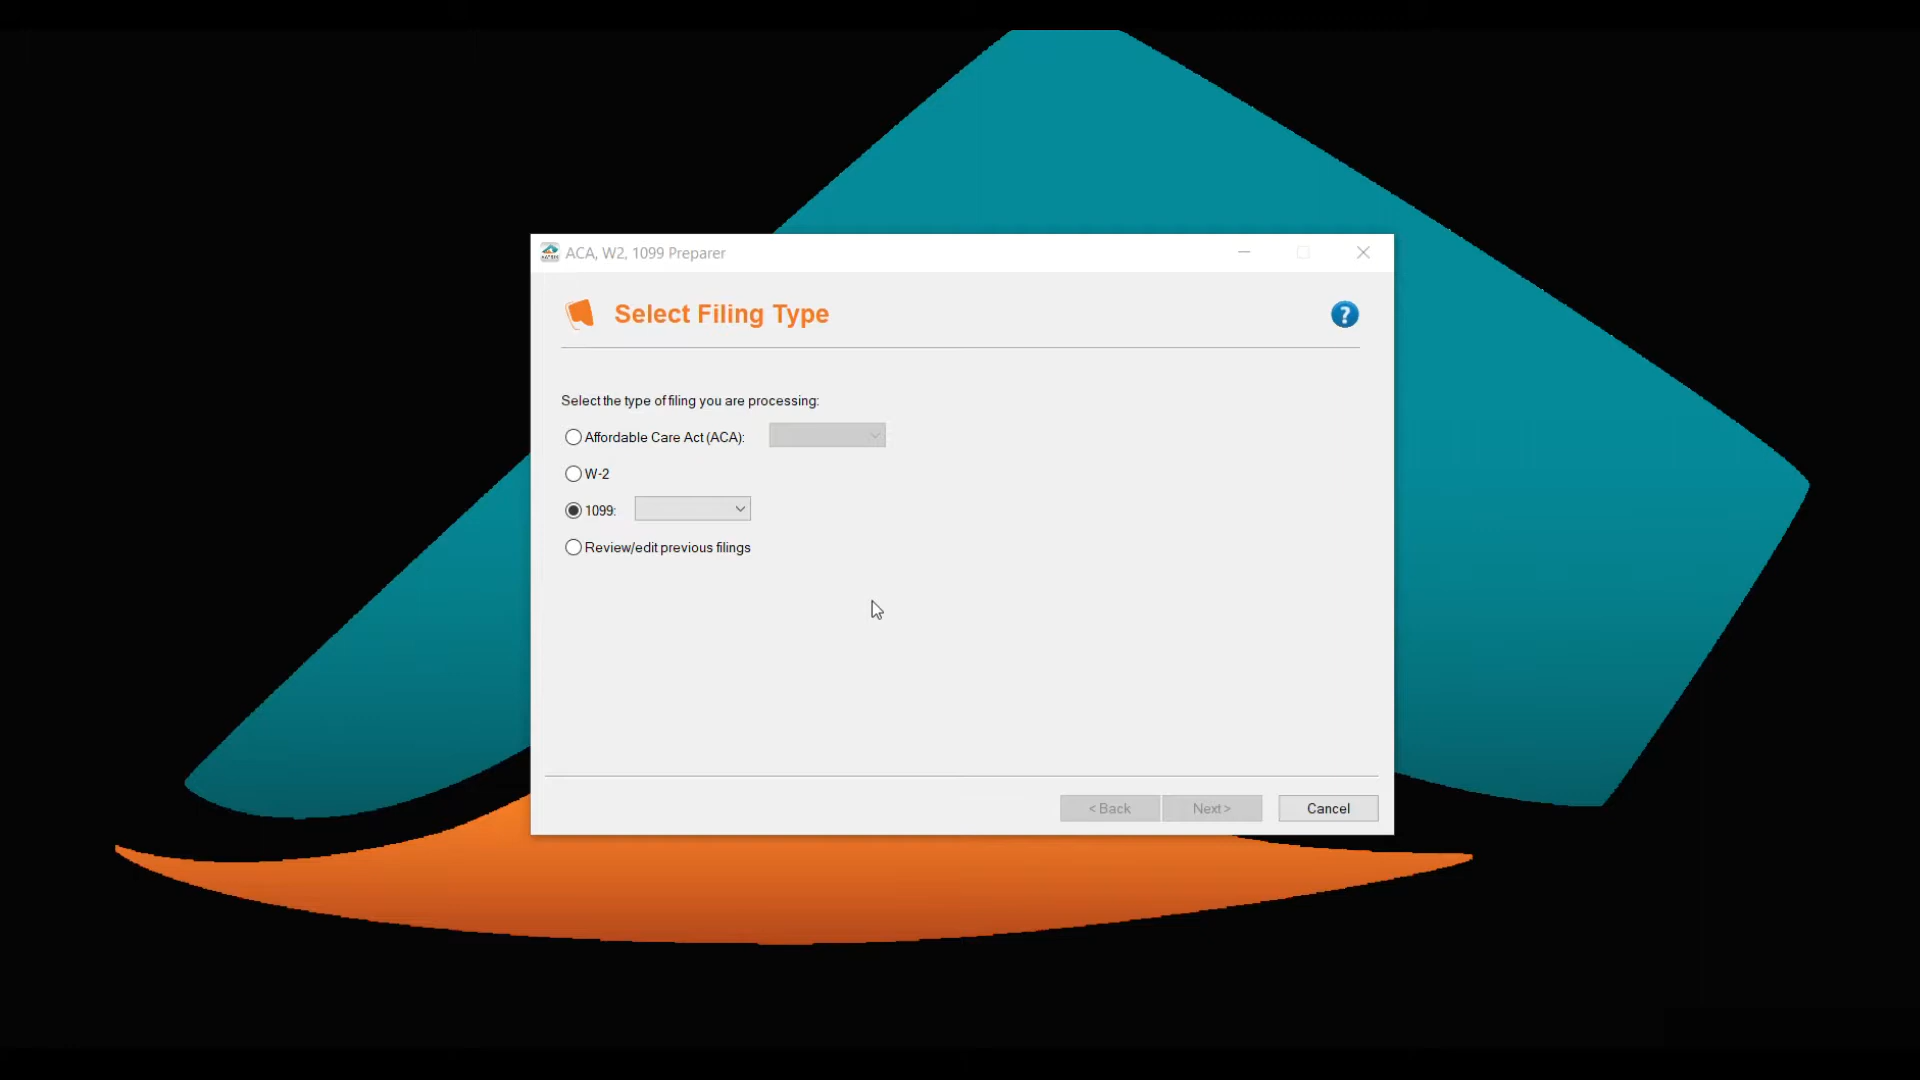 ACA, W2, 1099 Preparer
Select Filing Type
?
Select the type of filing you are processing:
Affordable Care Act (ACA):
W-2
1099:
Review/edit previous filings
< Back
Next >
Cancel